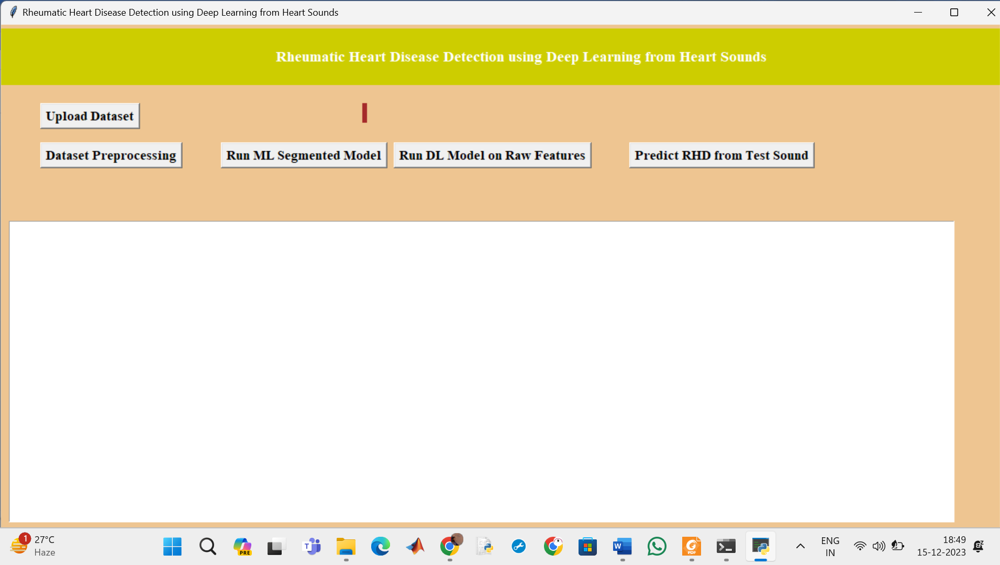 Rheumatic Heart Disease Detection using Deep Learning from Heart Sounds
Rheumatic Heart Disease Detection using Deep Learning from Heart Sounds
Upload Dataset
Dataset Preprocessing
Run ML Segmented Model
Run DL Model on Raw Features
Predict RHD from Test Sound
1
27°C
Haze
PRE
T
W
PDF
ENG
IN
18:49
15-12-2023